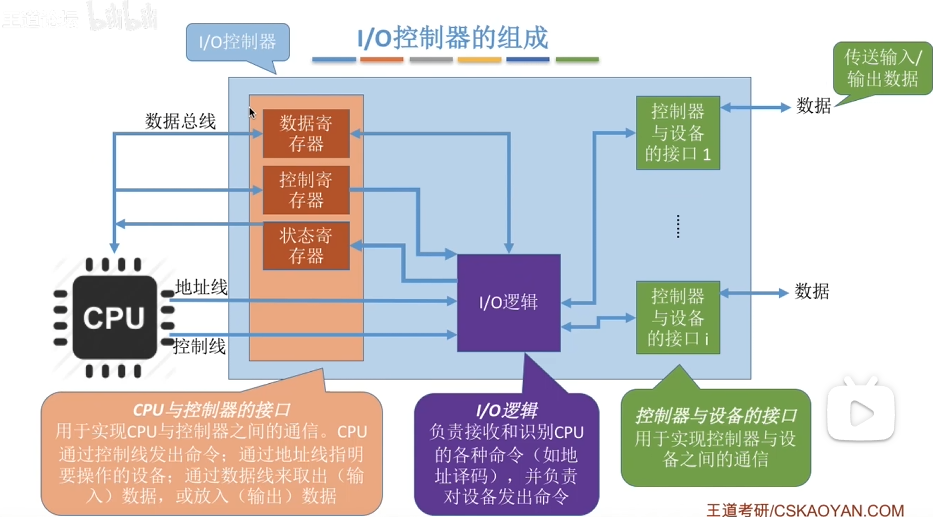 王道考研 bilibili
I/O控制器
I/O控制器的组成
传送输入/
输出数据
数据总线
数据寄
存器
控制寄
存器
状态寄
存器
控制器
与设备
的接口 1
数据
CPU
地址线
控制线
I/O逻辑
控制器
与设备
的接口 i
数据
CPU与控制器的接口
用于实现CPU与控制器之间的通信。CPU
通过控制线发出命令；通过地址线指明
要操作的设备；通过数据线来取出（输
入）数据，或放入（输出）数据
I/O逻辑
负责接收和识别CPU
的各种命令（如地
址译码），并负责
对设备发出命令
控制器与设备的接口
用于实现控制器与设
备之间的通信
王道考研/CSKAOYAN.COM